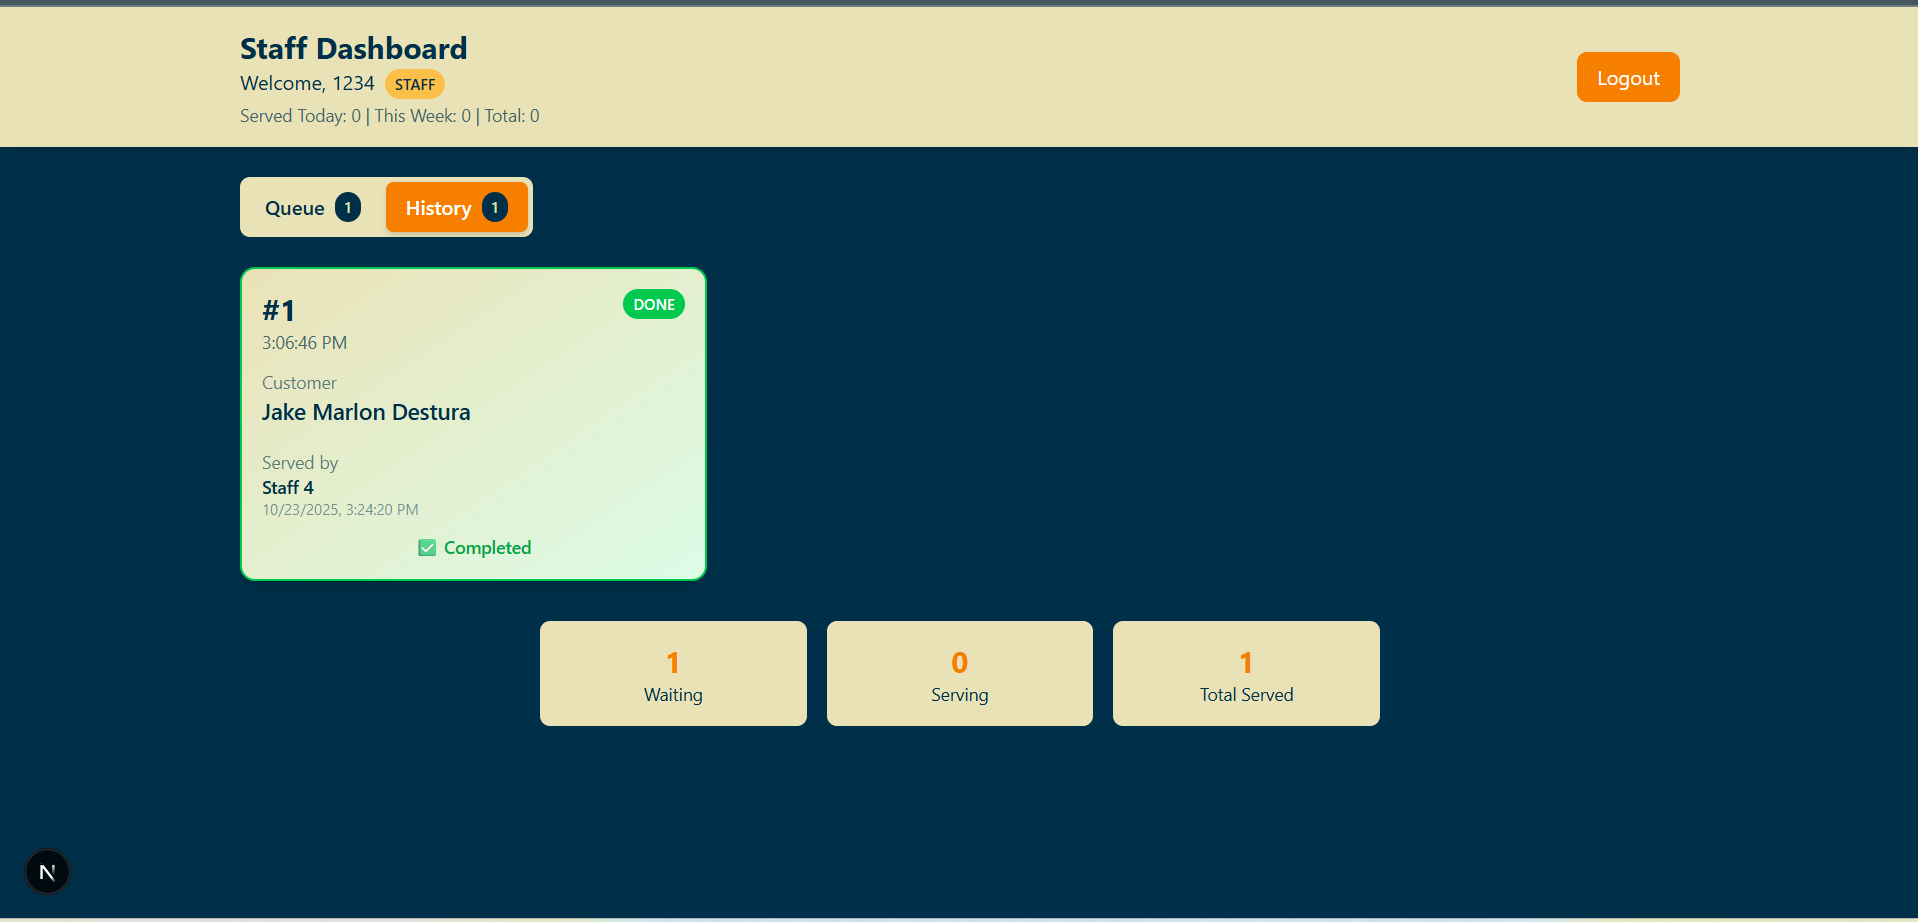 Staff Dashboard
Welcome, 1234 STAFF
Served Today: 0 | This Week: 0 | Total: 0
Logout
Queue 1 History 1
#1 DONE
3:06:46 PM
Customer
Jake Marlon Destura
Served by
Staff 4
10/23/2025, 3:24:20 PM
✅ Completed
1
Waiting
0
Serving
1
Total Served
N